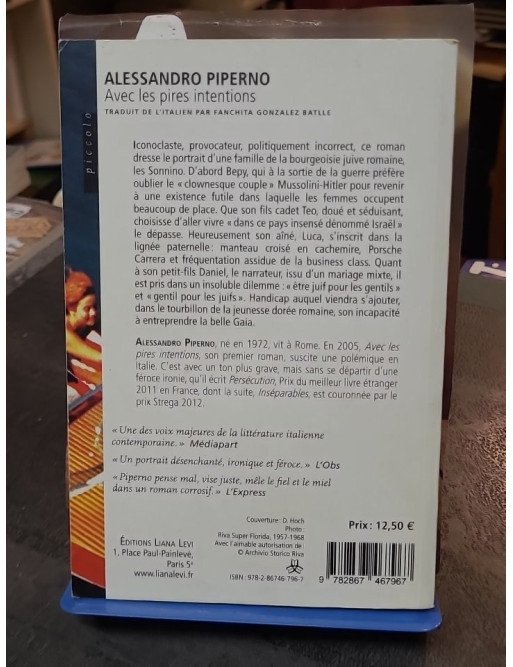 piccolo
ALESSANDRO PIPERNO
Avec les pires intentions
TRADUIT DE L'ITALIEN PAR FANCHITA GONZALEZ BATLLE
Iconoclaste, provocateur, politiquement incorrect, ce roman
dresse le portrait d'une famille de la bourgeoisie juive romaine,
les Sonnino. D'abord Bepy, qui à la sortie de la guerre préfère
oublier le « clownesque couple » Mussolini-Hitler pour revenir
à une existence futile dans laquelle les femmes occupent
beaucoup de place. Que son fils cadet Teo, doué et séduisant,
choisisse d'aller vivre « dans ce pays insensé dénommé Israël »
le dépasse. Heureusement son aîné, Luca, s'inscrit dans la
lignée paternelle : manteau croisé en cachemire, Porsche
Carrera et fréquentation assidue de la business class. Quant
à son petit-fils Daniel, le narrateur, issu d'un mariage mixte, il
est pris dans un insoluble dilemme : « être juif pour les gentils »
et « gentil pour les juifs ». Handicap auquel viendra s'ajouter,
dans le tourbillon de la jeunesse dorée romaine, son incapacité
à entreprendre la belle Gaia.
ALESSANDRO PIPERNO, né en 1972, vit à Rome. En 2005, Avec les
pires intentions, son premier roman, suscite une polémique en
Italie. C'est avec un ton plus grave, mais sans se départir d'une
féroce ironie, qu'il écrit Persécution, Prix du meilleur livre étranger
2011 en France, dont la suite, Inséparables, est couronnée par le
prix Strega 2012.
« Une des voix majeures de la littérature italienne
contemporaine. » Médiapart
« Un portrait désenchanté, ironique et féroce. » L'Obs
« Piperno pense mal, vise juste, mêle le fiel et le miel
dans un roman corrosif. » L'Express
Couverture : D. Hoch
Photo :
Riva Super Florida, 1957-1968
Avec l'aimable autorisation de :
© Archivio Storico Riva
Prix : 12,50 €
ÉDITIONS LIANA LEVI
1, Place Paul-Painlevé,
Paris 5e
www.lianalevi.fr
ISBN : 978-2-86746-796-7
9 782867 467967